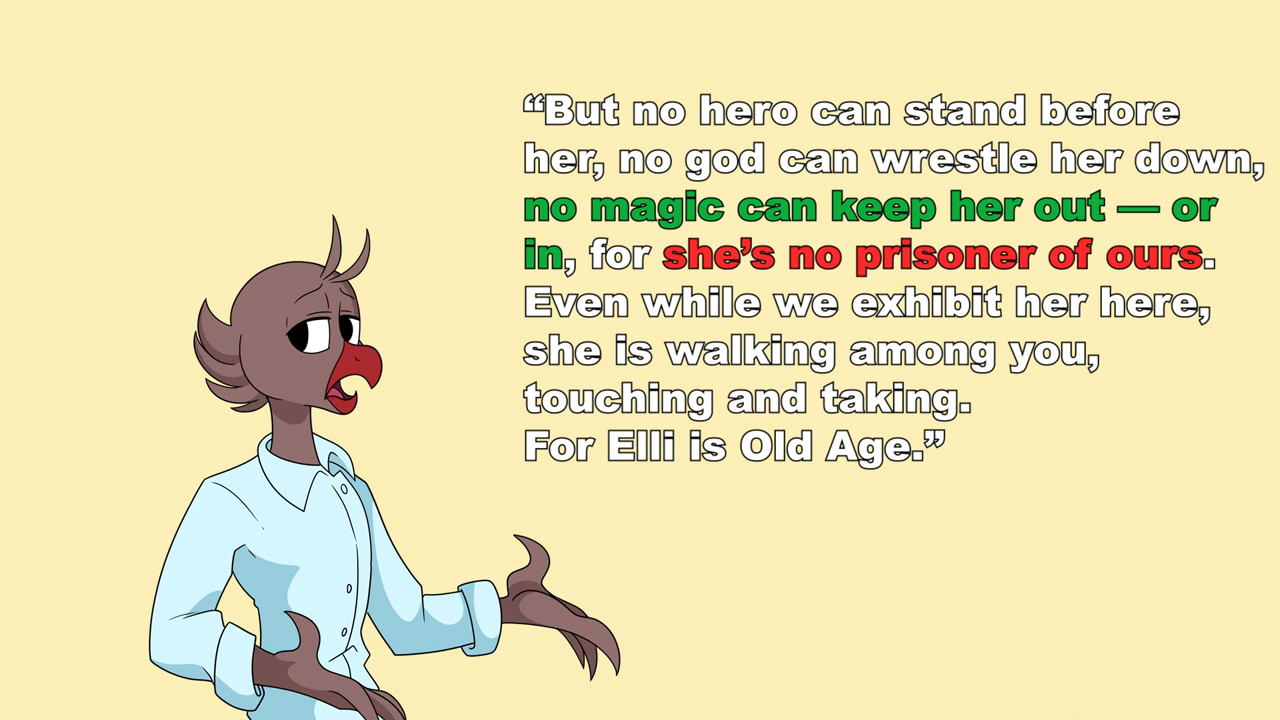 “But no hero can stand before
her, no god can wrestle her down,
no magic can keep her out — or
in, for she’s no prisoner of ours.
Even while we exhibit her here,
she is walking among you,
touching and taking.
For Elli is Old Age.”